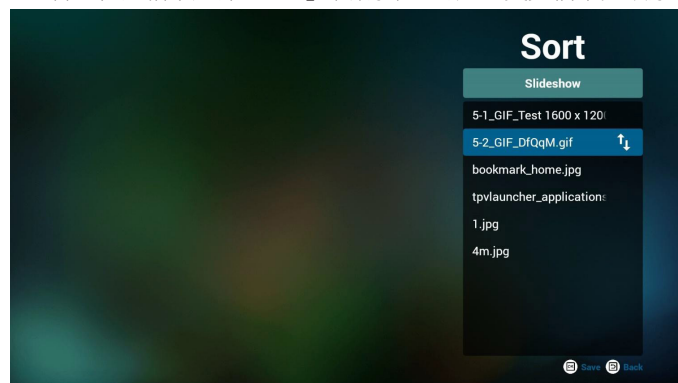 Sort
Slideshow
5-1_GIF_Test 1600 x 120
5-2_GIF_DfQqM.gif
bookmark_home.jpg
tpvlauncher_applications
1.jpg
4m.jpg
Save Back